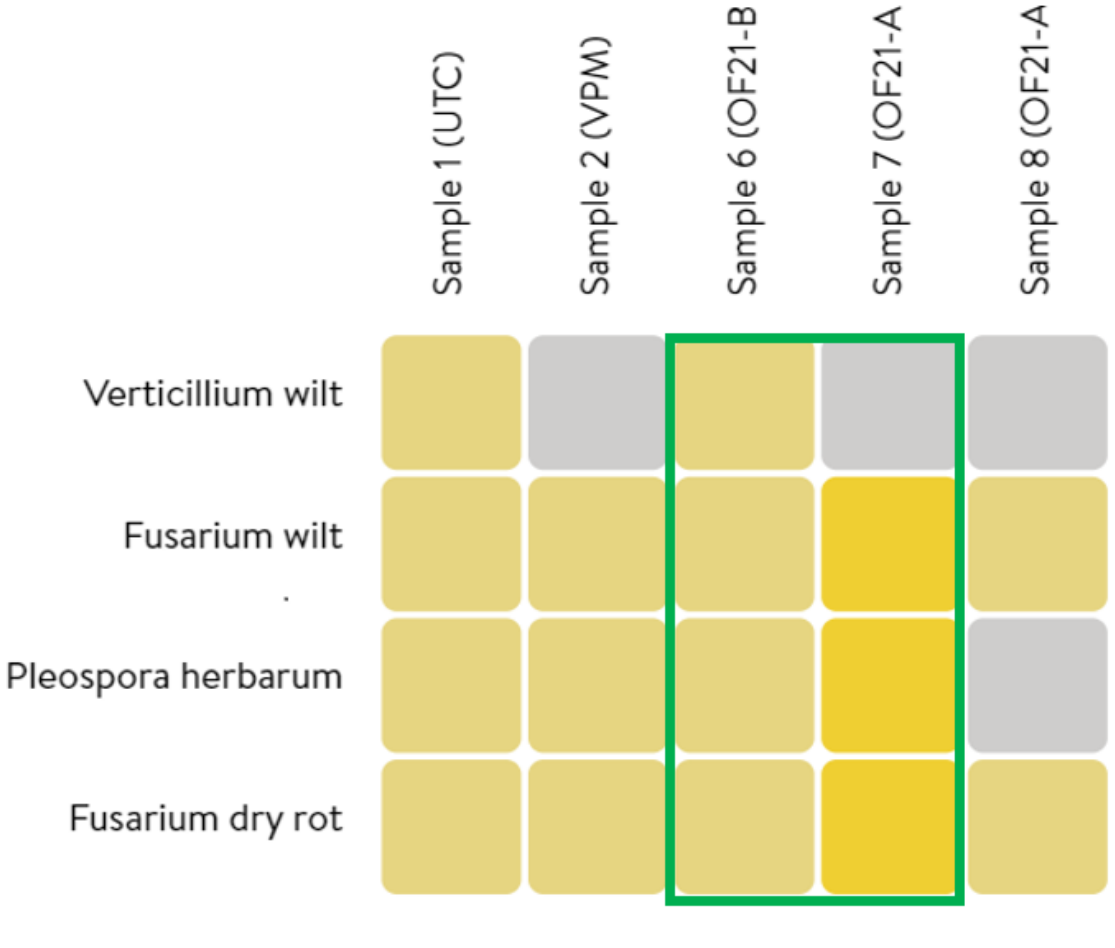 Sample 1 (UTC)
Sample 2 (VPM)
Sample 6 (OF21-B
Sample 7 (OF21-A
Sample 8 (OF21-A
Verticillium wilt
Fusarium wilt
.
Pleospora herbarum
Fusarium dry rot